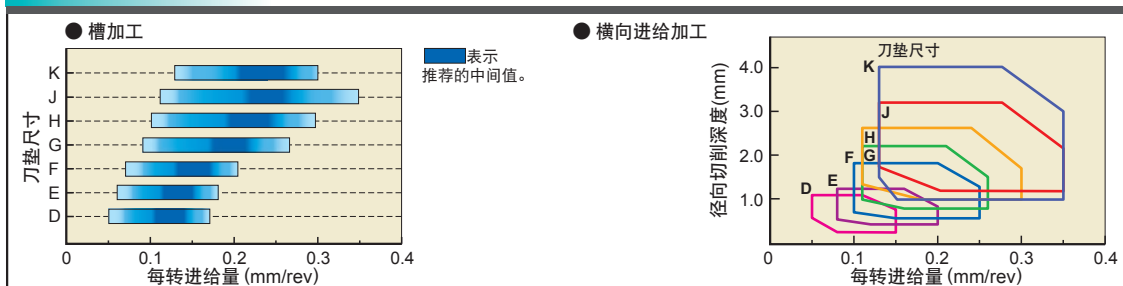 ● 槽加工
表示
推荐的中间值。
刀垫尺寸
K
J
H
G
F
E
D
0 0.1 0.2 0.3 0.4
每转进给量 (mm/rev)
● 横向进给加工
刀垫尺寸
径向切削深度(mm)
4.0
3.0
2.0
1.0
K
J
H
G
F
E
D
0 0.1 0.2 0.3 0.4
每转进给量 (mm/rev)